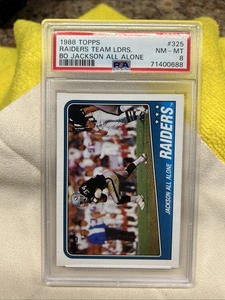 1988 TOPPS #325
RAIDERS TEAM LDRS. NM - MT
BO JACKSON ALL ALONE 8
PSA 71400688
JACKSON ALL ALONE
RAIDERS